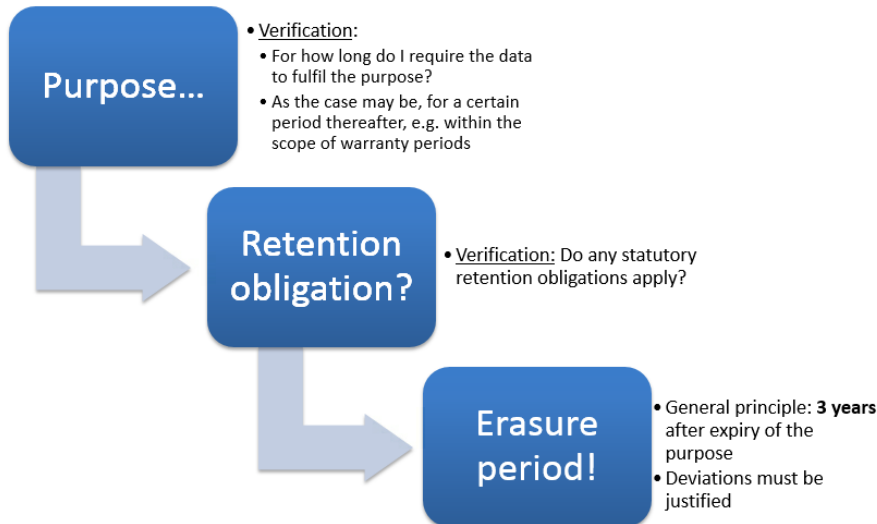 Purpose...
• Verification:
• For how long do I require the data
to fulfil the purpose?
• As the case may be, for a certain
period thereafter, e.g. within the
scope of warranty periods
Retention
obligation?
• Verification: Do any statutory
retention obligations apply?
Erasure
period!
• General principle: 3 years
after expiry of the
purpose
• Deviations must be
justified